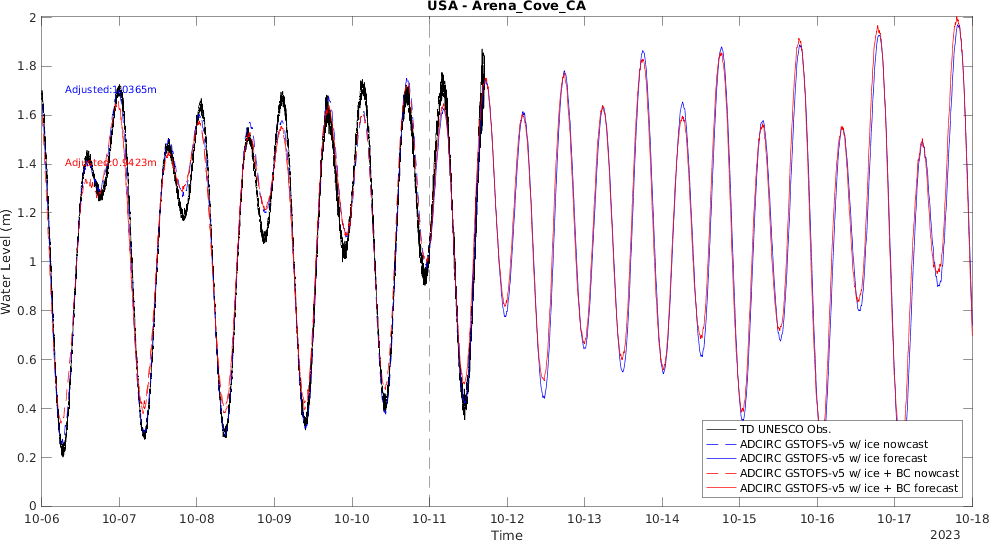 USA - Arena_Cove_CA
2
1.8
1.6
1.4
1.2
1
0.8
0.6
0.4
0.2
0
Water Level (m)
Adjusted:1.0365m
Adjusted:0.9423m
TD UNESCO Obs.
ADCIRC GSTOFS-v5 w/ ice nowcast
ADCIRC GSTOFS-v5 w/ ice forecast
ADCIRC GSTOFS-v5 w/ ice + BC nowcast
ADCIRC GSTOFS-v5 w/ ice + BC forecast
10-06 10-07 10-08 10-09 10-10 10-11 10-12 10-13 10-14 10-15 10-16 10-17 10-18
Time
2023